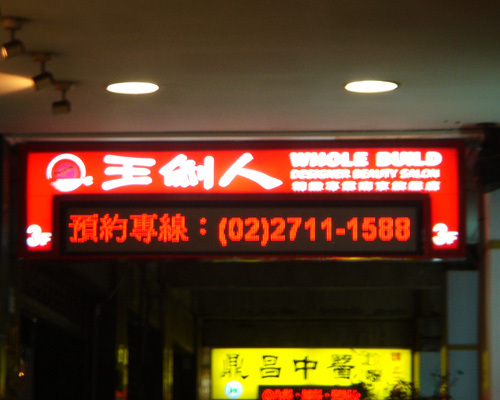 王俐人
WHOLE BUILD
DESIGNER BEAUTY SALON
3F
預約專線：(02)2711-1588
3F
鼎昌中醫